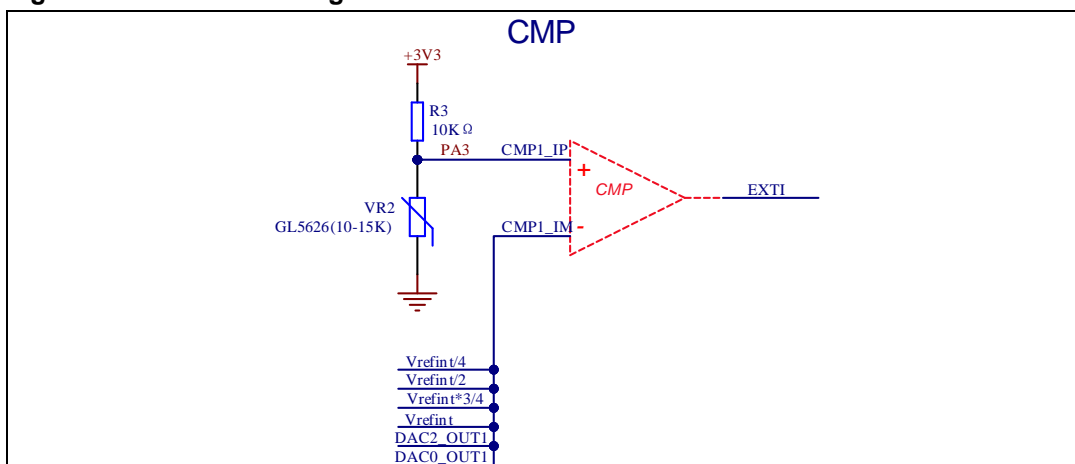 CMP
+3V3
R3
10KΩ
PA3
CMP1_IP
+
CMP
EXTI
VR2
GL5626(10-15K)
CMP1_IM
-
Vrefint/4
Vrefint/2
Vrefint*3/4
Vrefint
DAC2_OUT1
DAC0_OUT1